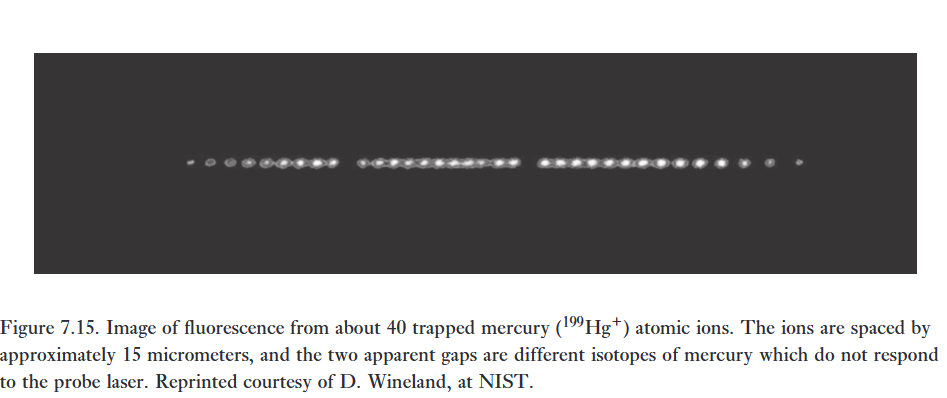 Figure 7.15. Image of fluorescence from about 40 trapped mercury (¹⁹⁹Hg⁺) atomic ions. The ions are spaced by
approximately 15 micrometers, and the two apparent gaps are different isotopes of mercury which do not respond
to the probe laser. Reprinted courtesy of D. Wineland, at NIST.